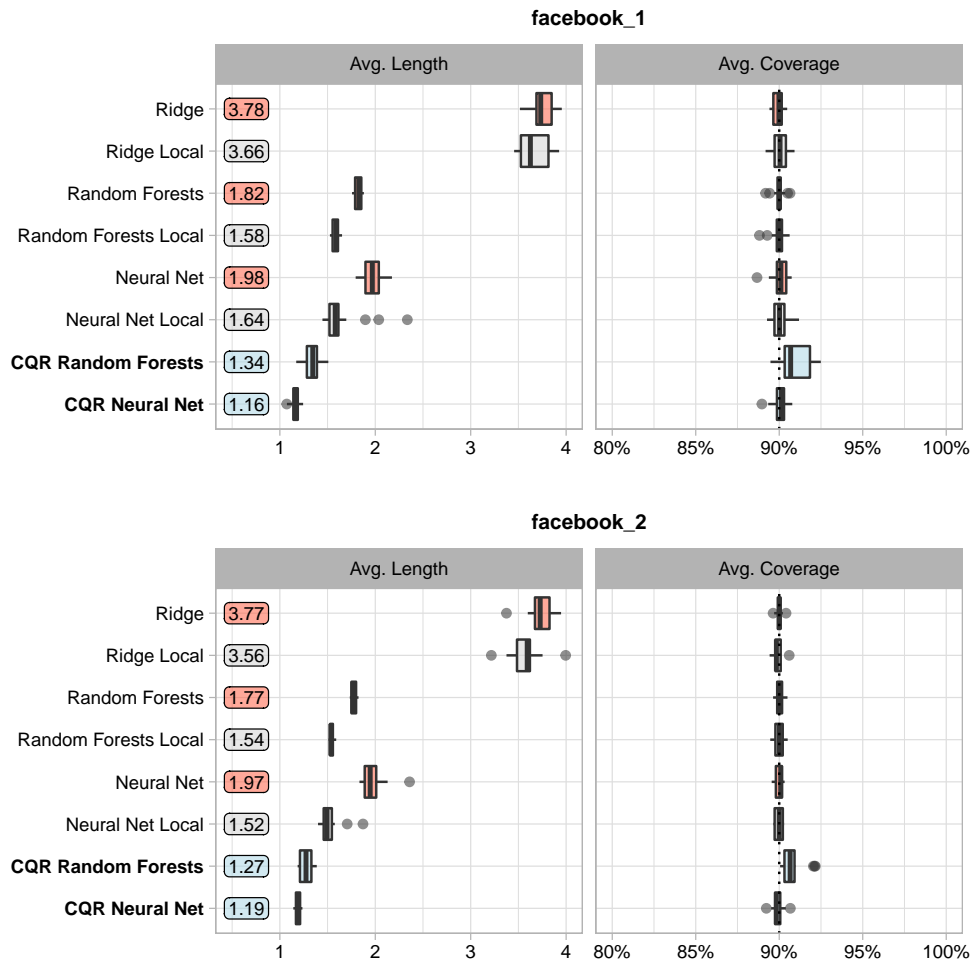 facebook_1
Avg. Length Avg. Coverage
Ridge 3.78
Ridge Local 3.66
Random Forests 1.82
Random Forests Local 1.58
Neural Net 1.98
Neural Net Local 1.64
CQR Random Forests 1.34
CQR Neural Net 1.16
1 2 3 4 80% 85% 90% 95% 100%
facebook_2
Avg. Length Avg. Coverage
Ridge 3.77
Ridge Local 3.56
Random Forests 1.77
Random Forests Local 1.54
Neural Net 1.97
Neural Net Local 1.52
CQR Random Forests 1.27
CQR Neural Net 1.19
1 2 3 4 80% 85% 90% 95% 100%